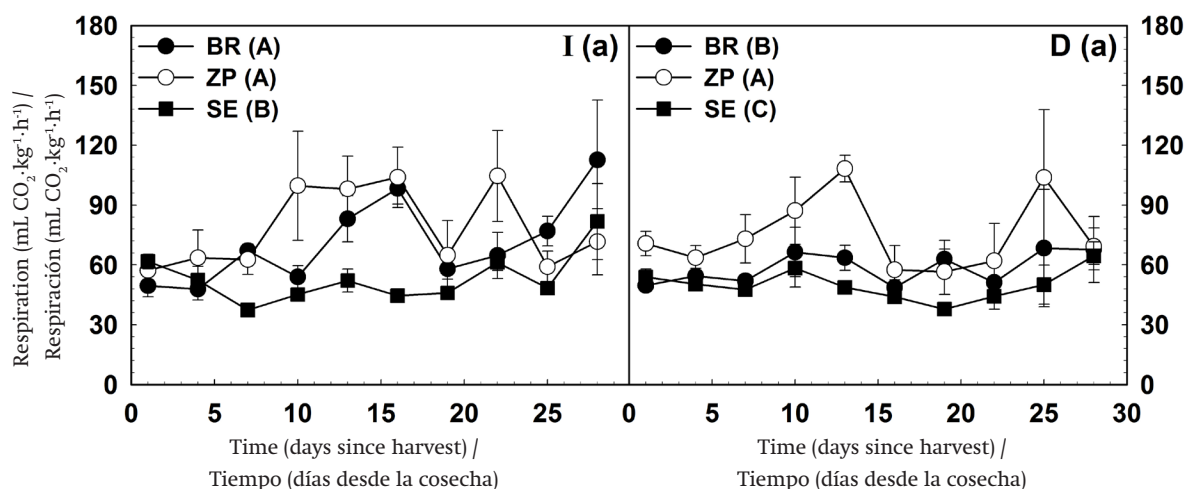 Respiration (mL CO₂·kg⁻¹·h⁻¹) /
Respiración (mL CO₂·kg⁻¹·h⁻¹)
180
150
120
90
60
30
0
I (a)
BR (A)
ZP (A)
SE (B)
0 5 10 15 20 25
Time (days since harvest) /
Tiempo (días desde la cosecha)
D (a)
BR (B)
ZP (A)
SE (C)
0 5 10 15 20 25 30
Time (days since harvest) /
Tiempo (días desde la cosecha)
180
150
120
90
60
30
0